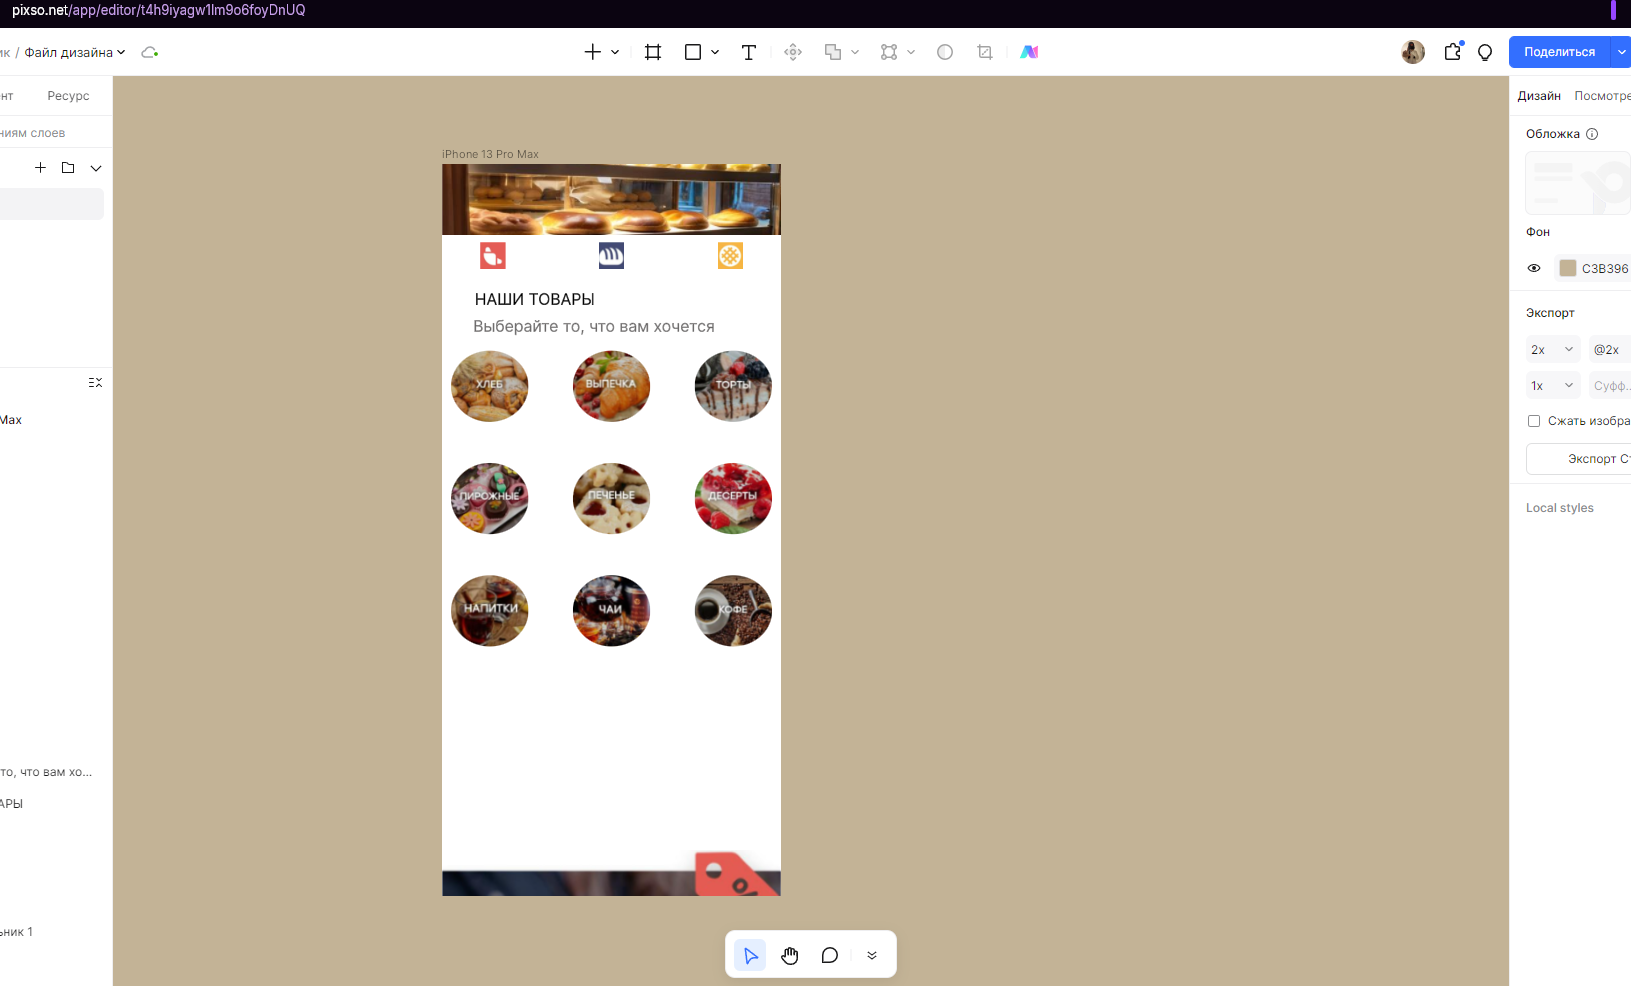 pixso.net/app/editor/t4h9iyagw1lm9o6foyDnUQ
ик / Файл дизайна
Поделиться
нт
Ресурс
Дизайн
Посмотре
ниям слоев
Обложка
iPhone 13 Pro Max
Фон
C3B396
НАШИ ТОВАРЫ
Выберайте то, что вам хочется
Экспорт
2x
@2x
1x
Суфф...
Сжать изобра
Экспорт Ст
Local styles
Max
ХЛЕБ
ВЫПЕЧКА
ТОРТЫ
ПИРОЖНЫЕ
ПЕЧЕНЬЕ
ДЕСЕРТЫ
НАПИТКИ
ЧАИ
КОФЕ
то, что вам хо...
АРЫ
ьник 1